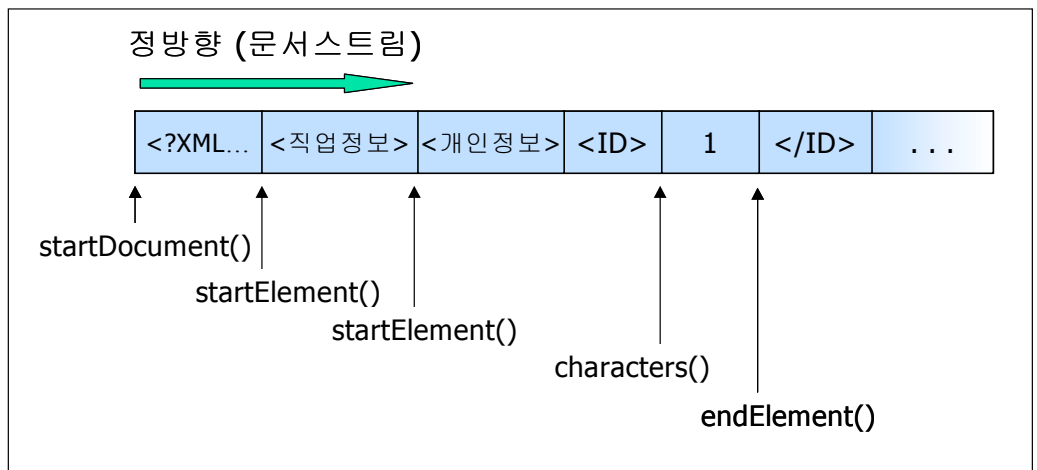 정방향 (문서스트림)
<?XML... <직업정보> <개인정보> <ID> 1 </ID> ...
startDocument()
startElement()
startElement()
characters()
endElement()